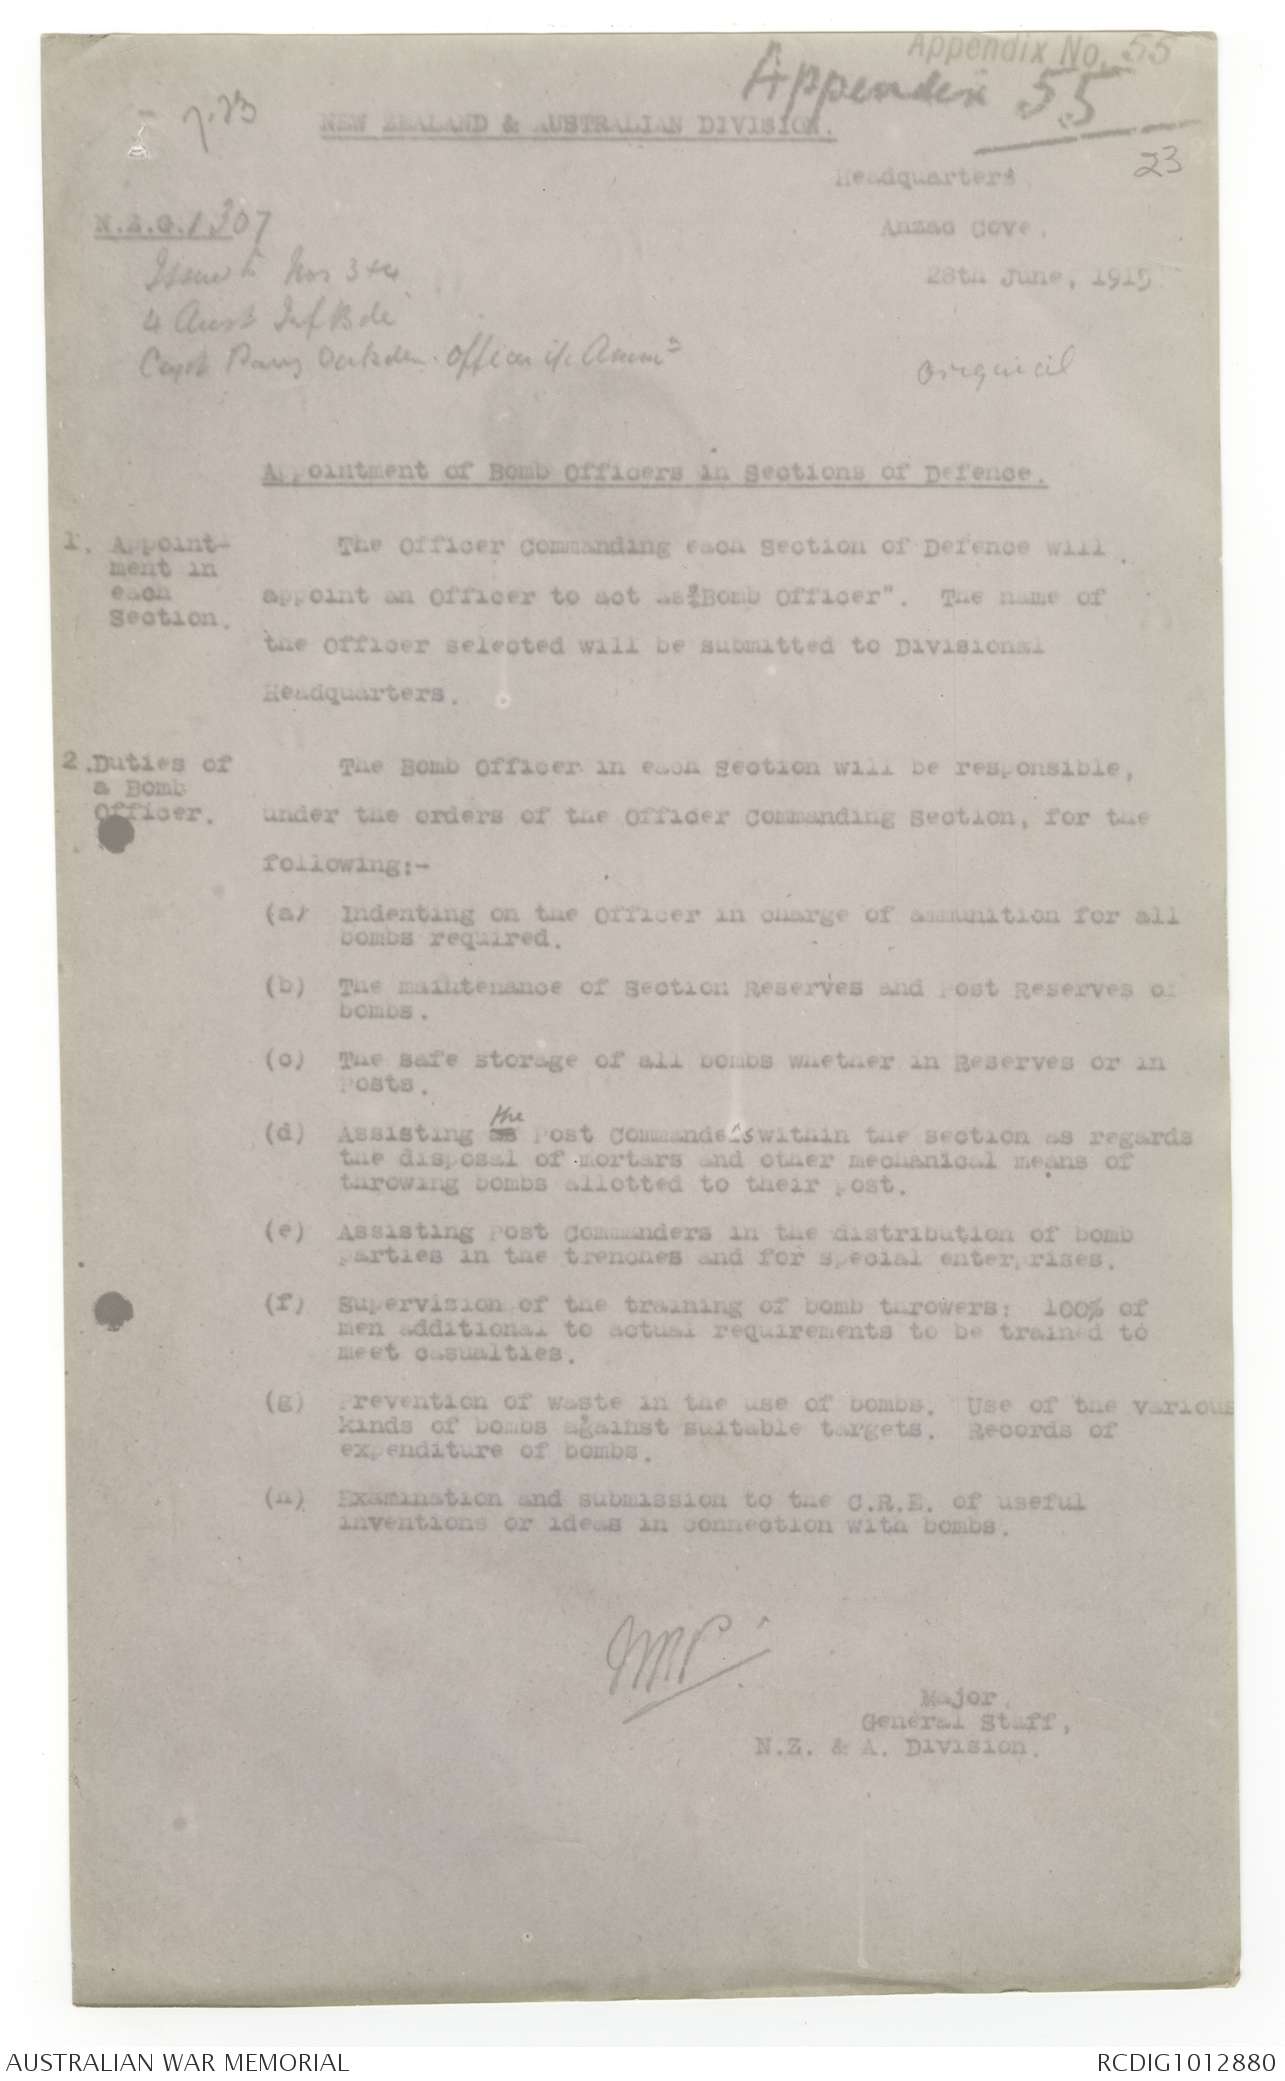 Appendix No. 55
Appendix 55
7.23
NEW ZEALAND & AUSTRALIAN DIVISION.
23
Headquarters
N.Z.G.1307
Anzac Cove.
28th June, 1915
Issue to Nos 3+4
4 Aust Inf Bde
Capt Officer i/c Ammn
original
Appointment of Bomb Officers in Sections of Defence.
1. Appoint-
ment in
each
Section.
The Officer Commanding each Section of Defence will
appoint an Officer to act as "Bomb Officer". The name of
the Officer selected will be submitted to Divisional
Headquarters.
2. Duties of
a Bomb
Officer.
The Bomb Officer in each Section will be responsible,
under the orders of the Officer Commanding Section, for the
following:-
(a) Indenting on the Officer in charge of ammunition for all
bombs required.
(b) The maintenance of Section Reserves and Post Reserves of
bombs.
(c) The safe storage of all bombs whether in Reserves or in
Posts.
(d) Assisting the Post Commanders within the section as regards
the disposal of mortars and other mechanical means of
throwing bombs allotted to their post.
(e) Assisting Post Commanders in the distribution of bomb
parties in the trenches and for special enterprises.
(f) Supervision of the training of bomb throwers: 100% of
men additional to actual requirements to be trained to
meet casualties.
(g) Prevention of waste in the use of bombs. Use of the various
kinds of bombs against suitable targets. Records of
expenditure of bombs.
(h) Examination and submission to the C.R.E. of useful
inventions or ideas in connection with bombs.
Major,
General Staff,
N.Z. & A. Division.
AUSTRALIAN WAR MEMORIAL
RCDIG1012880